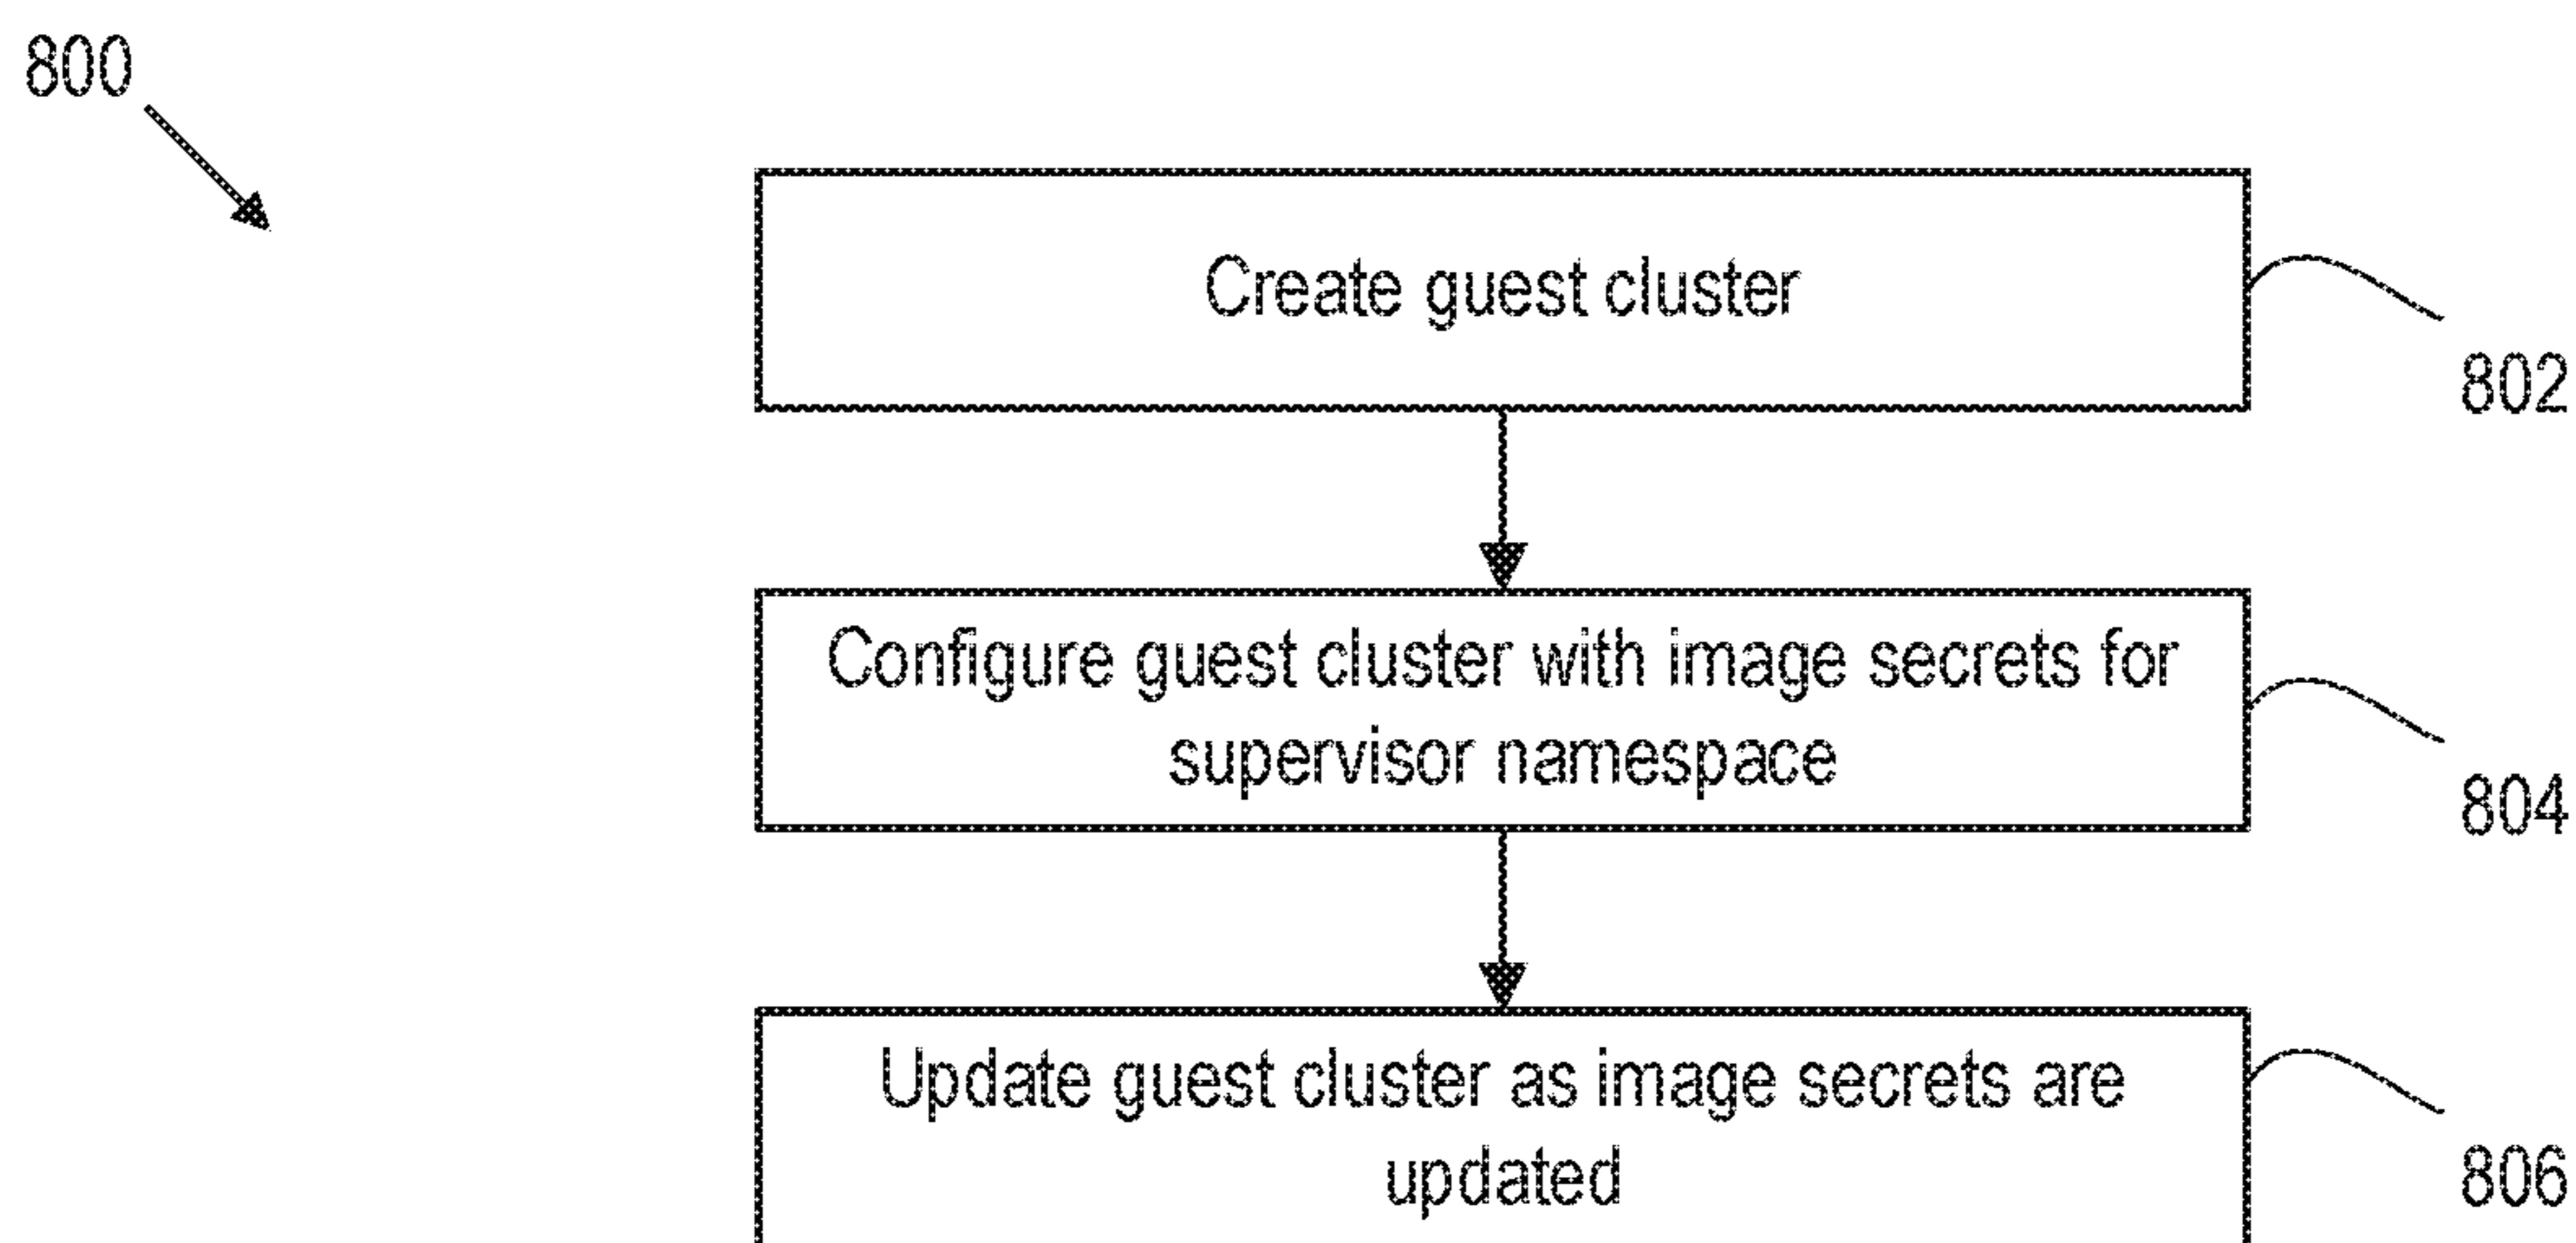 800
Create guest cluster
802
Configure guest cluster with image secrets for
supervisor namespace
804
Update guest cluster as image secrets are
updated
806